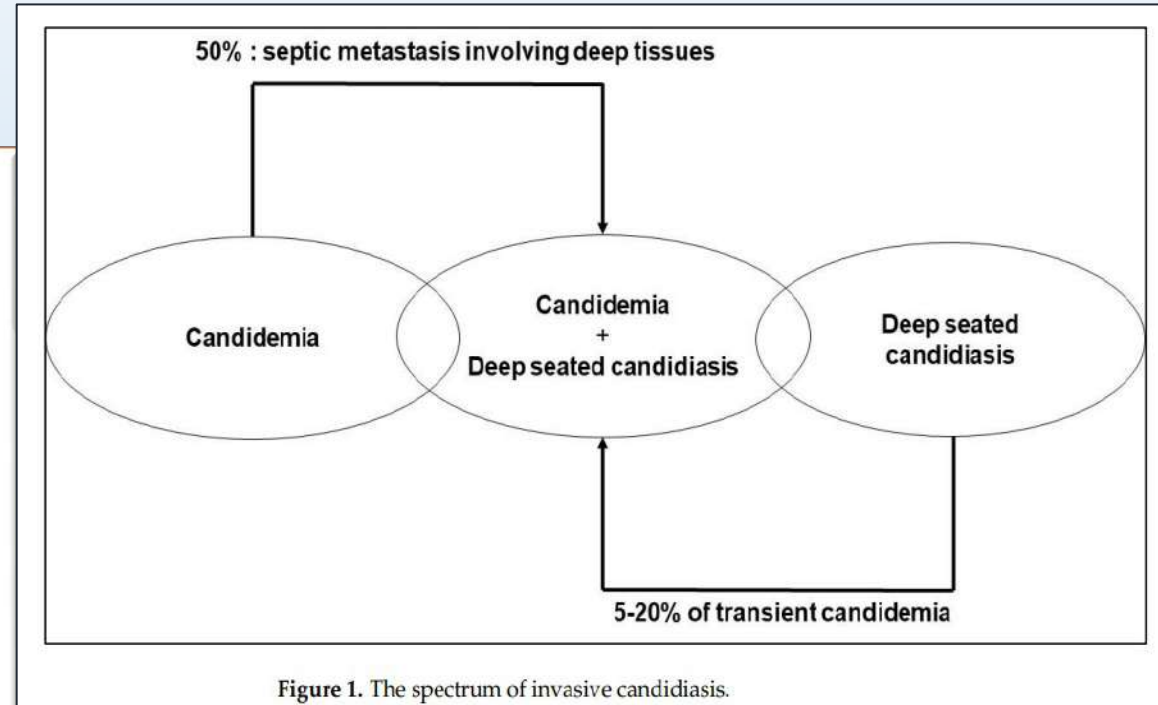 50% : septic metastasis involving deep tissues
Candidemia
Candidemia
+
Deep seated candidiasis
Deep seated
candidiasis
5-20% of transient candidemia
Figure 1. The spectrum of invasive candidiasis.